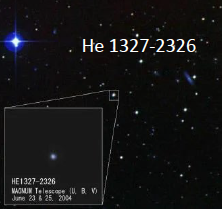 He 1327-2326
HE1327-2326
MAGNUM Telescope (U, B, V)
June 23 & 25, 2004